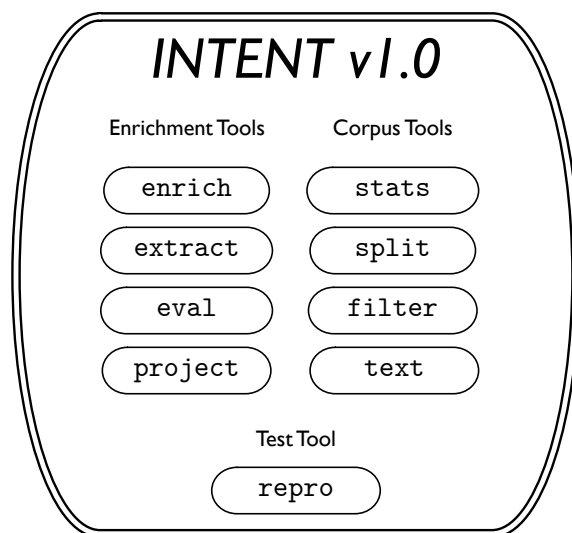 INTENT v1.0
Enrichment Tools
Corpus Tools
enrich
stats
extract
split
eval
filter
project
text
Test Tool
repro